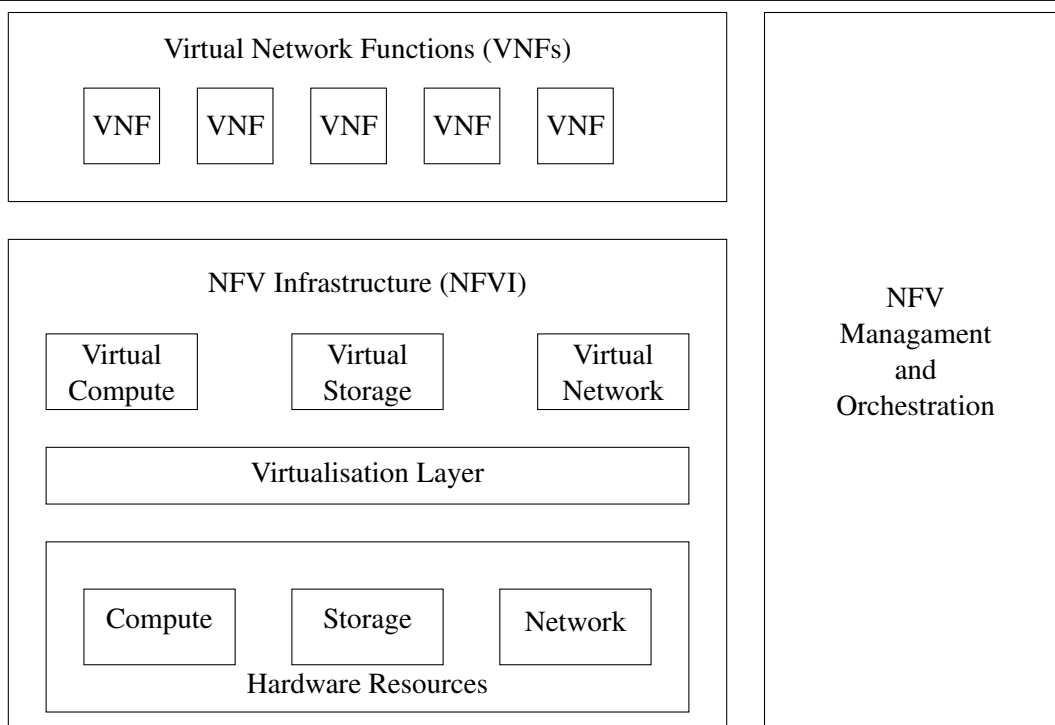 Virtual Network Functions (VNFs)
VNF VNF VNF VNF VNF
NFV Infrastructure (NFVI)
Virtual Compute
Virtual Storage
Virtual Network
Virtualisation Layer
Compute Storage Network
Hardware Resources
NFV
Managament
and
Orchestration